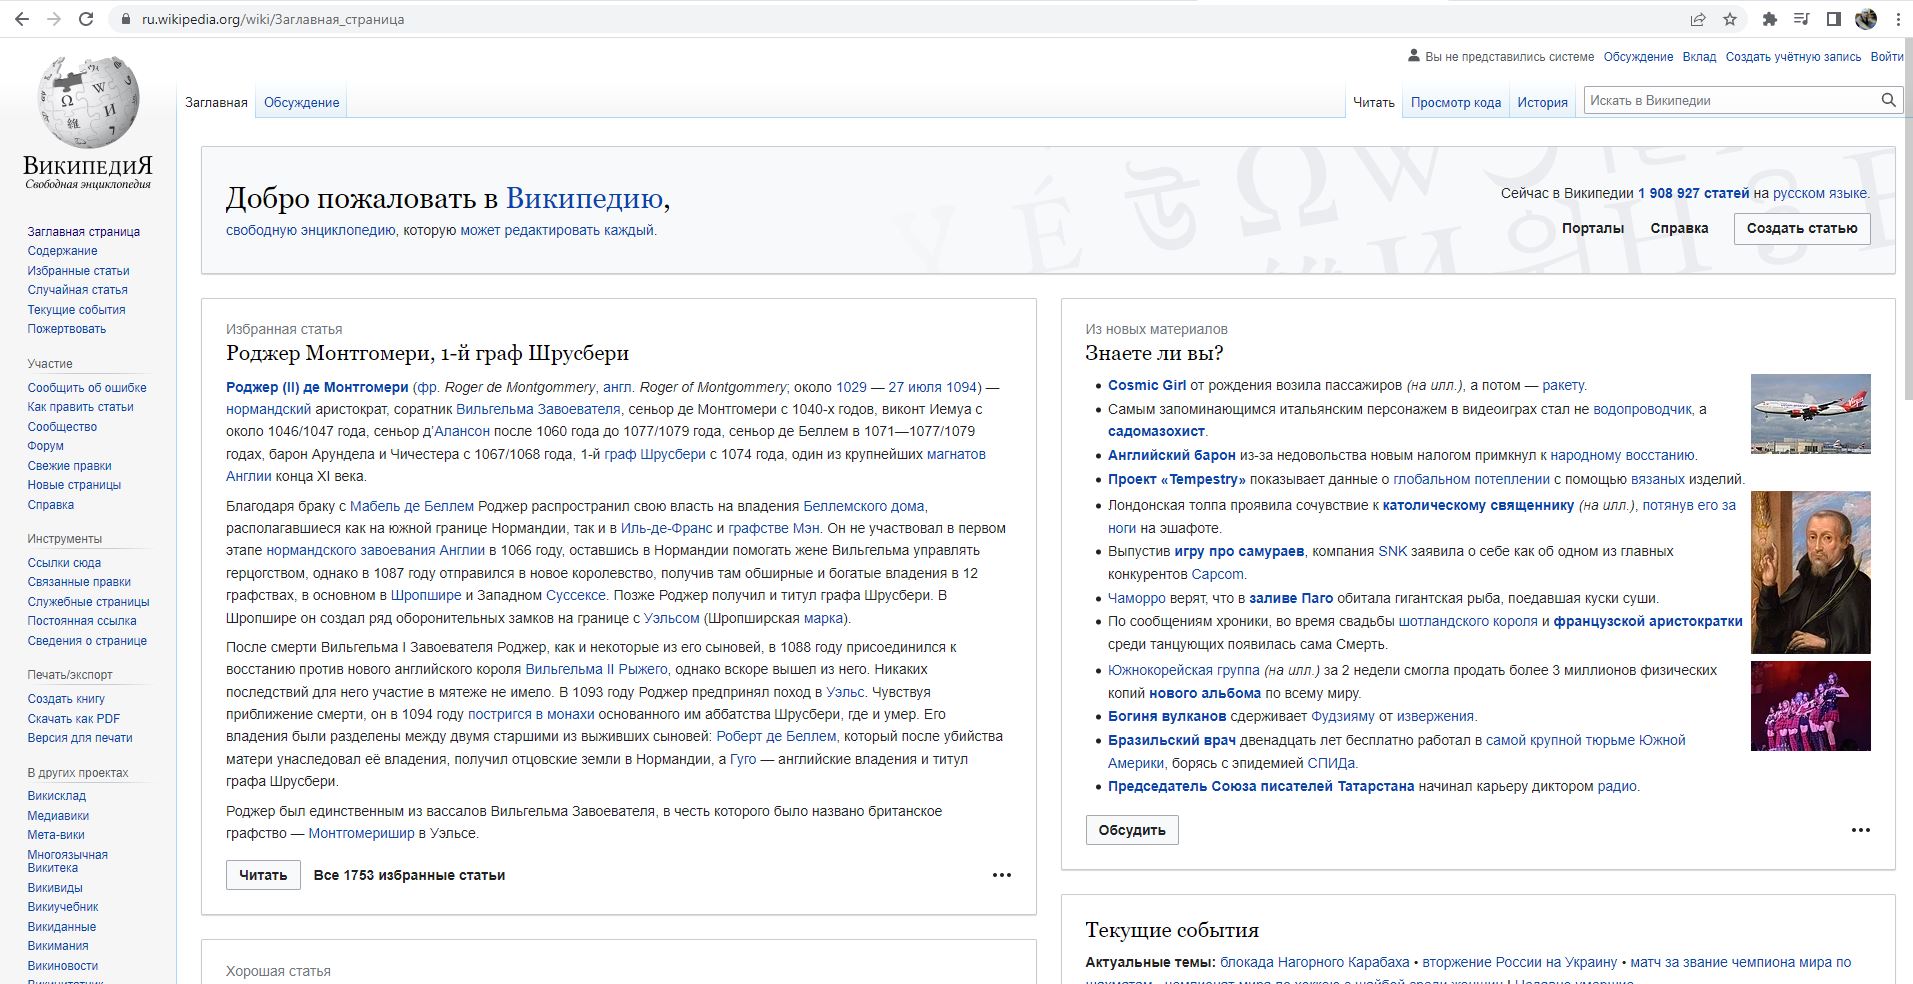 ru.wikipedia.org/wiki/Заглавная_страница
Вы не представились системе Обсуждение Вклад Создать учётную запись Войти
ВИКИПЕДИЯ
Свободная энциклопедия
Заглавная Обсуждение
Читать Просмотр кода История Искать в Википедии
Заглавная страница
Содержание
Избранные статьи
Случайная статья
Текущие события
Пожертвовать
Участие
Сообщить об ошибке
Как править статьи
Сообщество
Форум
Свежие правки
Новые страницы
Справка
Инструменты
Ссылки сюда
Связанные правки
Служебные страницы
Постоянная ссылка
Сведения о странице
Печать/экспорт
Создать книгу
Скачать как PDF
Версия для печати
В других проектах
Викисклад
Медиавики
Мета-вики
Многоязычная
Викитека
Викивиды
Викиучебник
Викиданные
Викимания
Викиновости
Добро пожаловать в Википедию,
свободную энциклопедию, которую может редактировать каждый.
Сейчас в Википедии 1 908 927 статей на русском языке.
Порталы Справка Создать статью
Избранная статья
Роджер Монтгомери, 1-й граф Шрусбери
Роджер (II) де Монтгомери (фр. Roger de Montgommery, англ. Roger of Montgommery; около 1029 — 27 июля 1094) —
нормандский аристократ, соратник Вильгельма Завоевателя, сеньор де Монтгомери с 1040-х годов, виконт Иемуа с
около 1046/1047 года, сеньор д’Алансон после 1060 года до 1077/1079 года, сеньор де Беллем в 1071—1077/1079
годах, барон Арундела и Чичестера с 1067/1068 года, 1-й граф Шрусбери с 1074 года, один из крупнейших магнатов
Англии конца XI века.
Благодаря браку с Мабель де Беллем Роджер распространил свою власть на владения Беллемского дома,
располагавшиеся как на южной границе Нормандии, так и в Иль-де-Франс и графстве Мэн. Он не участвовал в первом
этапе нормандского завоевания Англии в 1066 году, оставшись в Нормандии помогать жене Вильгельма управлять
герцогством, однако в 1087 году отправился в новое королевство, получив там обширные и богатые владения в 12
графствах, в основном в Шропшире и Западном Суссексе. Позже Роджер получил и титул графа Шрусбери. В
Шропшире он создал ряд оборонительных замков на границе с Уэльсом (Шропширская марка).
После смерти Вильгельма I Завоевателя Роджер, как и некоторые из его сыновей, в 1088 году присоединился к
восстанию против нового английского короля Вильгельма II Рыжего, однако вскоре вышел из него. Никаких
последствий для него участие в мятеже не имело. В 1093 году Роджер предпринял поход в Уэльс. Чувствуя
приближение смерти, он в 1094 году постригся в монахи основанного им аббатства Шрусбери, где и умер. Его
владения были разделены между двумя старшими из выживших сыновей: Роберт де Беллем, который после убийства
матери унаследовал её владения, получил отцовские земли в Нормандии, а Гуго — английские владения и титул
графа Шрусбери.
Роджер был единственным из вассалов Вильгельма Завоевателя, в честь которого было названо британское
графство — Монтгомеришир в Уэльсе.
Читать Все 1753 избранные статьи
Хорошая статья
Из новых материалов
Знаете ли вы?
Cosmic Girl от рождения возила пассажиров (на илл.), а потом — ракету.
Самым запоминающимся итальянским персонажем в видеоиграх стал не водопроводчик, а
садомазохист.
Английский барон из-за недовольства новым налогом примкнул к народному восстанию.
Проект «Tempestry» показывает данные о глобальном потеплении с помощью вязаных изделий.
Лондонская толпа проявила сочувствие к католическому священнику (на илл.), потянув его за
ноги на эшафоте.
Выпустив игру про самураев, компания SNK заявила о себе как об одном из главных
конкурентов Capcom.
Чаморро верят, что в заливе Паго обитала гигантская рыба, поедавшая куски суши.
По сообщениям хроники, во время свадьбы шотландского короля и французской аристократки
среди танцующих появилась сама Смерть.
Южнокорейская группа (на илл.) за 2 недели смогла продать более 3 миллионов физических
копий нового альбома по всему миру.
Богиня вулканов сдерживает Фудзияму от извержения.
Бразильский врач двенадцать лет бесплатно работал в самой крупной тюрьме Южной
Америки, борясь с эпидемией СПИДа.
Председатель Союза писателей Татарстана начинал карьеру диктором радио.
Обсудить
Текущие события
Актуальные темы: блокада Нагорного Карабаха • вторжение России на Украину • матч за звание чемпиона мира по